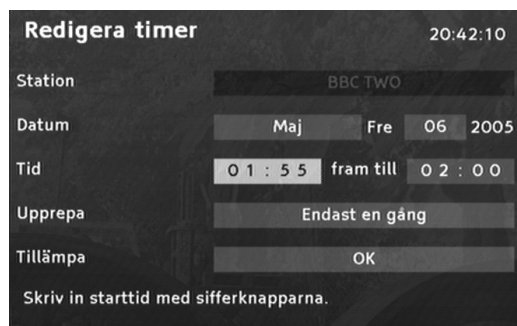 Redigera timer 20:42:10
Station BBC TWO
Datum Maj Fre 06 2005
Tid 01:55 fram till 02:00
Upprepa Endast en gång
Tillämpa OK
Skriv in starttid med sifferknapparna.